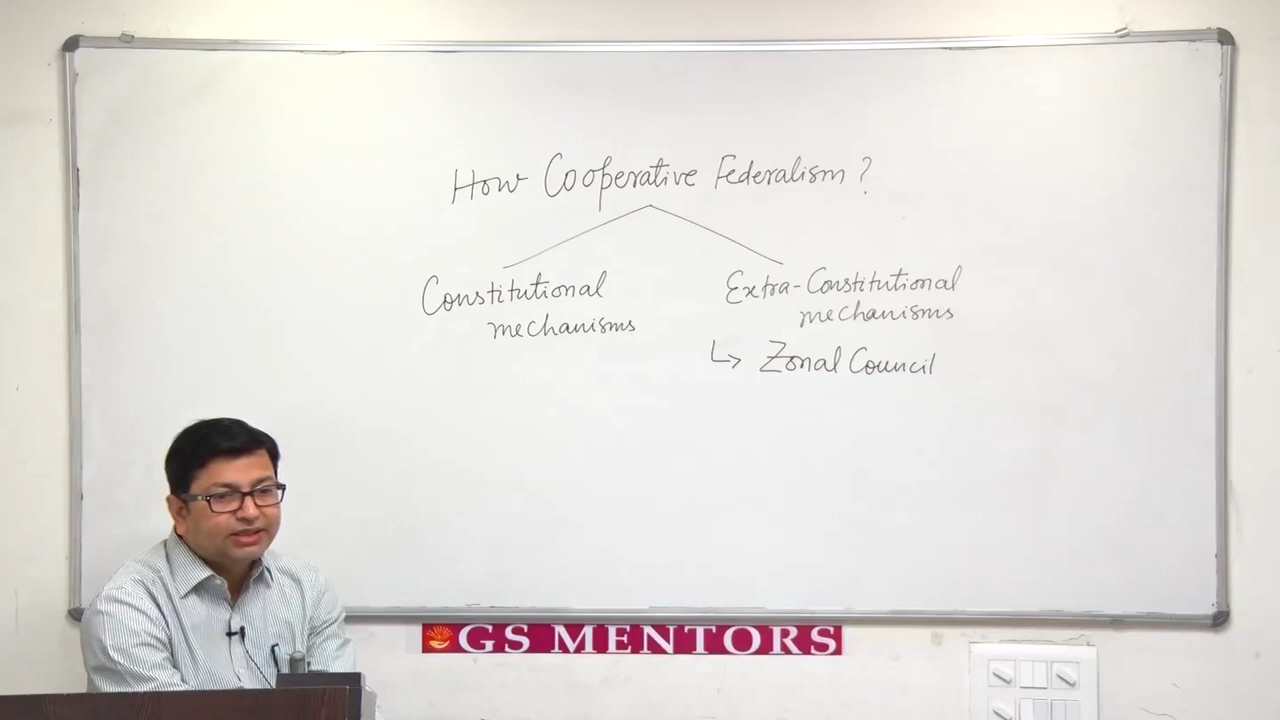 How Cooperative Federalism?
Constitutional
mechanisms
Extra-Constitutional
mechanisms
↳ Zonal Council
GS MENTORS